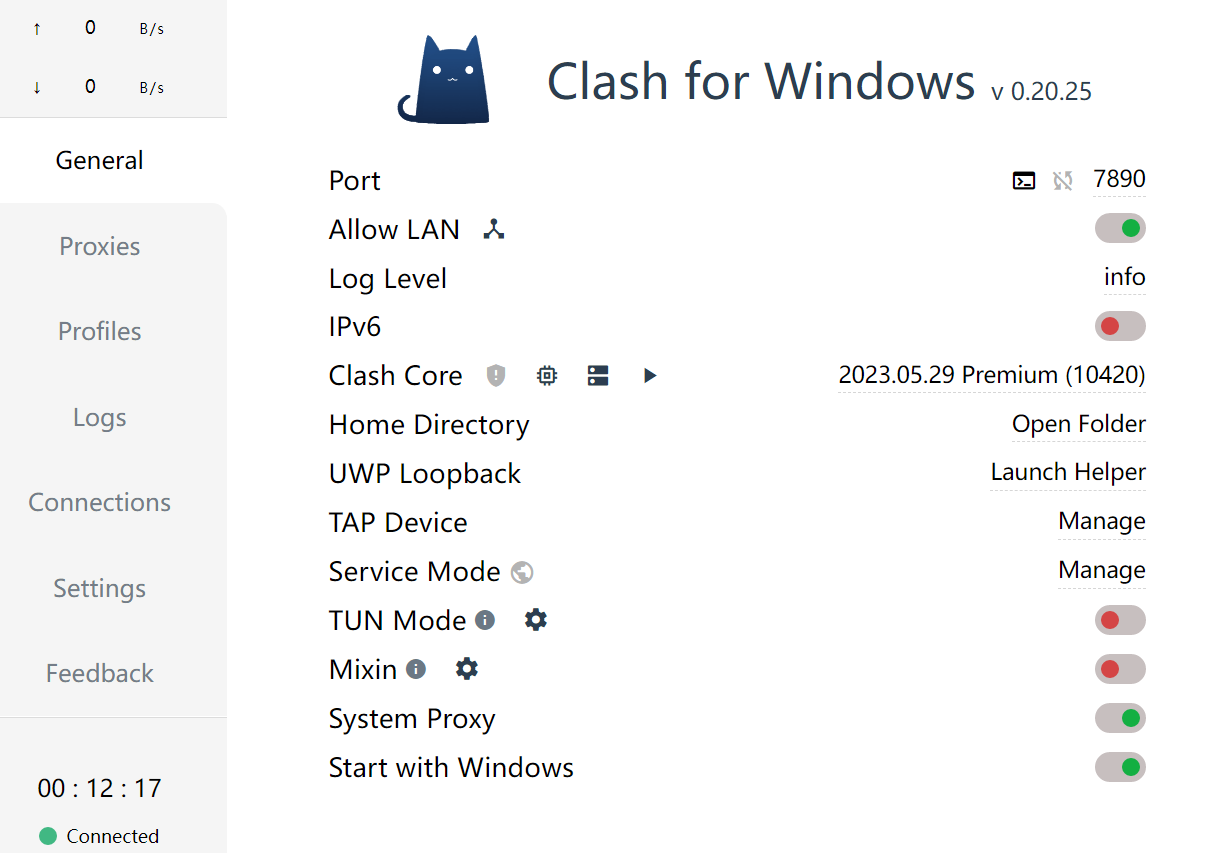 ↑ 0 B/s
↓ 0 B/s
General
Proxies
Profiles
Logs
Connections
Settings
Feedback
00 : 12 : 17
Connected
Clash for Windows v 0.20.25
Port 7890
Allow LAN
Log Level info
IPv6
Clash Core 2023.05.29 Premium (10420)
Home Directory Open Folder
UWP Loopback Launch Helper
TAP Device Manage
Service Mode Manage
TUN Mode
Mixin
System Proxy
Start with Windows